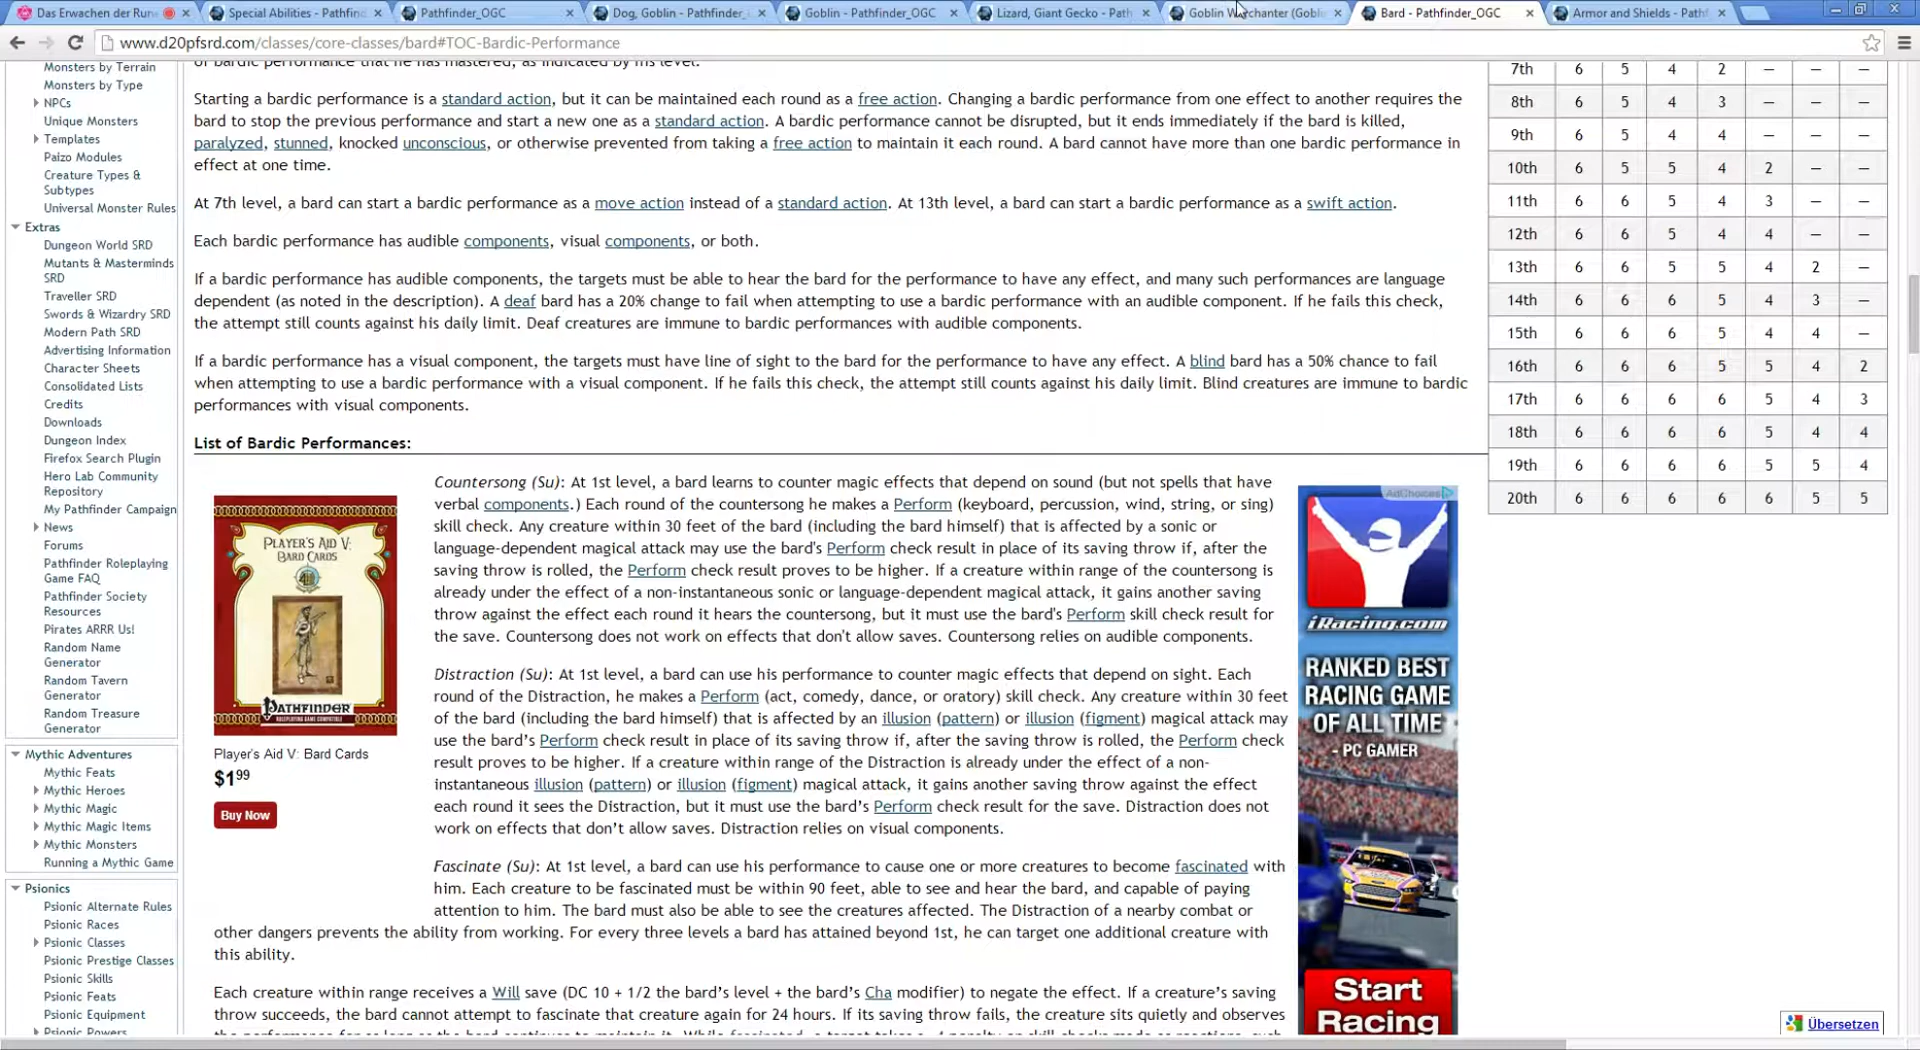 Das Erwachen der Rune
Special Abilities - Pathfin
Pathfinder_OGC
Dog, Goblin - Pathfinder_
Goblin - Pathfinder_OGC
Lizard, Giant Gecko - Path
Goblin W rchanter (Gobli
Bard - Pathfinder_OGC
Armor and Shields - Pathf
www.d20pfsrd.com/classes/core-classes/bard#TOC-Bardic-Performance
Monsters by Terrain
Monsters by Type
NPCs
Unique Monsters
Templates
Paizo Modules
Creature Types &
Subtypes
Universal Monster Rules
Extras
Dungeon World SRD
Mutants & Masterminds
SRD
Traveller SRD
Swords & Wizardry SRD
Modern Path SRD
Advertising Information
Character Sheets
Consolidated Lists
Credits
Downloads
Dungeon Index
Firefox Search Plugin
Hero Lab Community
Repository
My Pathfinder Campaign
News
Forums
Pathfinder Roleplaying
Game FAQ
Pathfinder Society
Resources
Pirates ARRR Us!
Random Name
Generator
Random Tavern
Generator
Random Treasure
Generator
Mythic Adventures
Mythic Feats
Mythic Heroes
Mythic Magic
Mythic Magic Items
Mythic Monsters
Running a Mythic Game
Psionics
Psionic Alternate Rules
Psionic Races
Psionic Classes
Psionic Prestige Classes
Psionic Skills
Psionic Feats
Psionic Equipment
Psionic Powers
of bardic performance that he has mastered, as indicated by his level.
Starting a bardic performance is a standard action, but it can be maintained each round as a free action. Changing a bardic performance from one effect to another requires the
bard to stop the previous performance and start a new one as a standard action. A bardic performance cannot be disrupted, but it ends immediately if the bard is killed,
paralyzed, stunned, knocked unconscious, or otherwise prevented from taking a free action to maintain it each round. A bard cannot have more than one bardic performance in
effect at one time.
At 7th level, a bard can start a bardic performance as a move action instead of a standard action. At 13th level, a bard can start a bardic performance as a swift action.
Each bardic performance has audible components, visual components, or both.
If a bardic performance has audible components, the targets must be able to hear the bard for the performance to have any effect, and many such performances are language
dependent (as noted in the description). A deaf bard has a 20% change to fail when attempting to use a bardic performance with an audible component. If he fails this check,
the attempt still counts against his daily limit. Deaf creatures are immune to bardic performances with audible components.
If a bardic performance has a visual component, the targets must have line of sight to the bard for the performance to have any effect. A blind bard has a 50% chance to fail
when attempting to use a bardic performance with a visual component. If he fails this check, the attempt still counts against his daily limit. Blind creatures are immune to bardic
performances with visual components.
List of Bardic Performances:
PLAYER'S AID V:
BARD CARDS
PATHFINDER
ROLEPLAYING GAME COMPATIBLE
Player's Aid V: Bard Cards
$1.99
Buy Now
Countersong (Su): At 1st level, a bard learns to counter magic effects that depend on sound (but not spells that have
verbal components.) Each round of the countersong he makes a Perform (keyboard, percussion, wind, string, or sing)
skill check. Any creature within 30 feet of the bard (including the bard himself) that is affected by a sonic or
language-dependent magical attack may use the bard's Perform check result in place of its saving throw if, after the
saving throw is rolled, the Perform check result proves to be higher. If a creature within range of the countersong is
already under the effect of a non-instantaneous sonic or language-dependent magical attack, it gains another saving
throw against the effect each round it hears the countersong, but it must use the bard's Perform skill check result for
the save. Countersong does not work on effects that don't allow saves. Countersong relies on audible components.
Distraction (Su): At 1st level, a bard can use his performance to counter magic effects that depend on sight. Each
round of the Distraction, he makes a Perform (act, comedy, dance, or oratory) skill check. Any creature within 30 feet
of the bard (including the bard himself) that is affected by an illusion (pattern) or illusion (figment) magical attack may
use the bard's Perform check result in place of its saving throw if, after the saving throw is rolled, the Perform check
result proves to be higher. If a creature within range of the Distraction is already under the effect of a non-
instantaneous illusion (pattern) or illusion (figment) magical attack, it gains another saving throw against the effect
each round it sees the Distraction, but it must use the bard's Perform check result for the save. Distraction does not
work on effects that don't allow saves. Distraction relies on visual components.
Fascinate (Su): At 1st level, a bard can use his performance to cause one or more creatures to become fascinated with
him. Each creature to be fascinated must be within 90 feet, able to see and hear the bard, and capable of paying
attention to him. The bard must also be able to see the creatures affected. The Distraction of a nearby combat or
other dangers prevents the ability from working. For every three levels a bard has attained beyond 1st, he can target one additional creature with
this ability.
Each creature within range receives a Will save (DC 10 + 1/2 the bard's level + the bard's Cha modifier) to negate the effect. If a creature's saving
throw succeeds, the bard cannot attempt to fascinate that creature again for 24 hours. If its saving throw fails, the creature sits quietly and observes
7th 6 5 4 2 — — —
8th 6 5 4 3 — — —
9th 6 5 4 4 — — —
10th 6 5 5 4 2 — —
11th 6 6 5 4 3 — —
12th 6 6 5 4 4 — —
13th 6 6 5 5 4 2 —
14th 6 6 6 5 4 3 —
15th 6 6 6 5 4 4 —
16th 6 6 6 5 5 4 2
17th 6 6 6 6 5 4 3
18th 6 6 6 6 5 4 4
19th 6 6 6 6 5 5 4
20th 6 6 6 6 6 5 5
AdChoices
iRacing.com
RANKED BEST
RACING GAME
OF ALL TIME
- PC GAMER
Start
Racing
Übersetzen